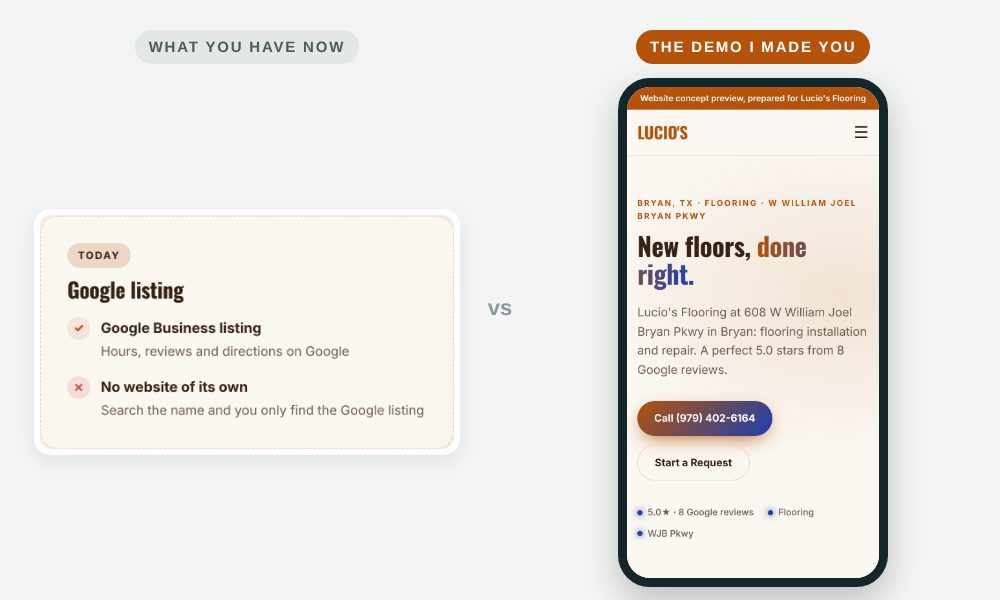 WHAT YOU HAVE NOW
TODAY
Google listing
Google Business listing
Hours, reviews and directions on Google
No website of its own
Search the name and you only find the Google listing
vs
THE DEMO I MADE YOU
Website concept preview, prepared for Lucio's Flooring
LUCIO'S
BRYAN, TX · FLOORING · W WILLIAM JOEL
BRYAN PKWY
New floors, done
right.
Lucio's Flooring at 608 W William Joel
Bryan Pkwy in Bryan: flooring installation
and repair. A perfect 5.0 stars from 8
Google reviews.
Call (979) 402-6164
Start a Request
5.0★ · 8 Google reviews
Flooring
WJB Pkwy